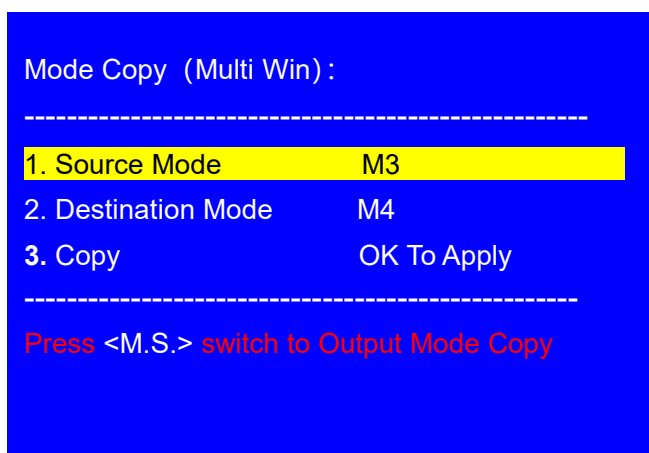 Mode Copy（Multi Win）:
-----------------------------------------------------
1. Source Mode M3
2. Destination Mode M4
3. Copy OK To Apply
----------------------------------------------------
Press <M.S.> switch to Output Mode Copy